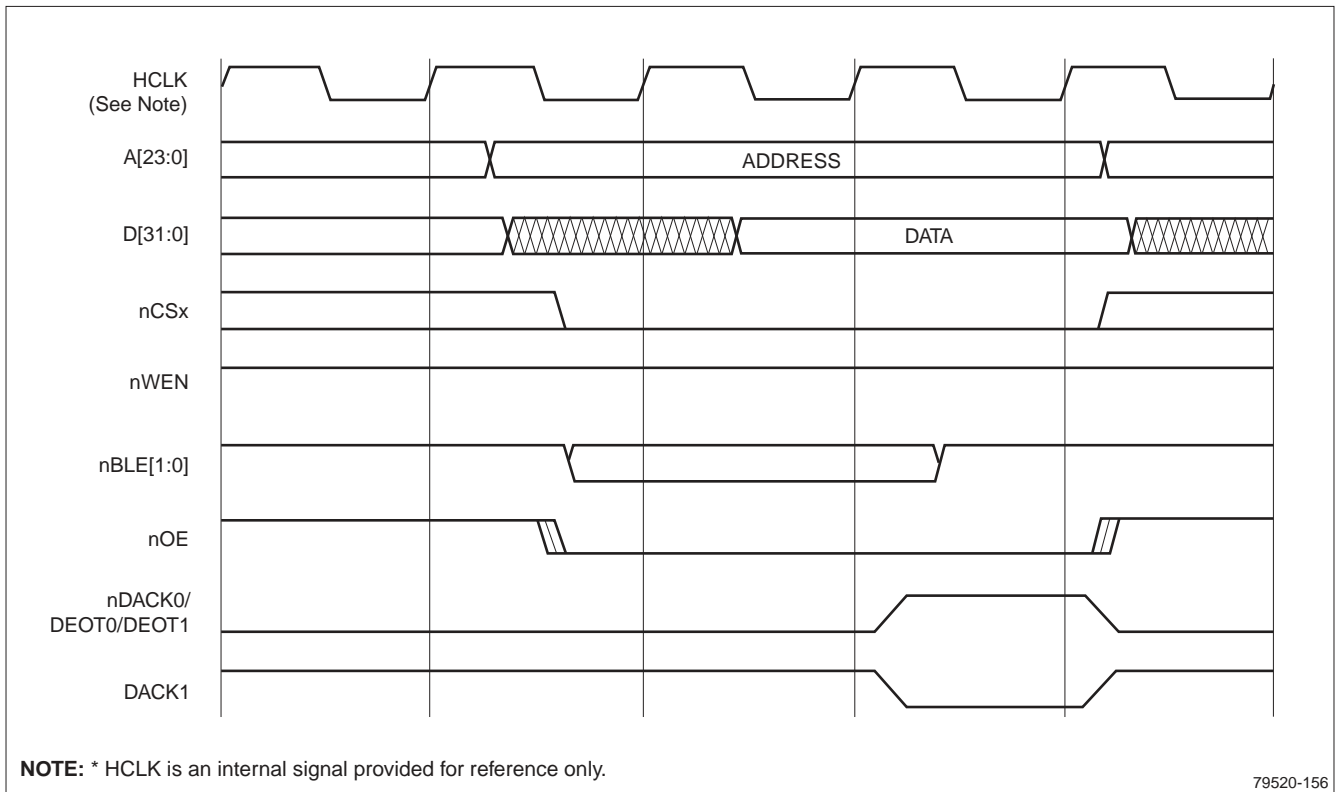 HCLK
(See Note)
A[23:0]
ADDRESS
D[31:0]
DATA
nCSx
nWEN
nBLE[1:0]
nOE
nDACK0/
DEOT0/DEOT1
DACK1
NOTE: * HCLK is an internal signal provided for reference only.
79520-156